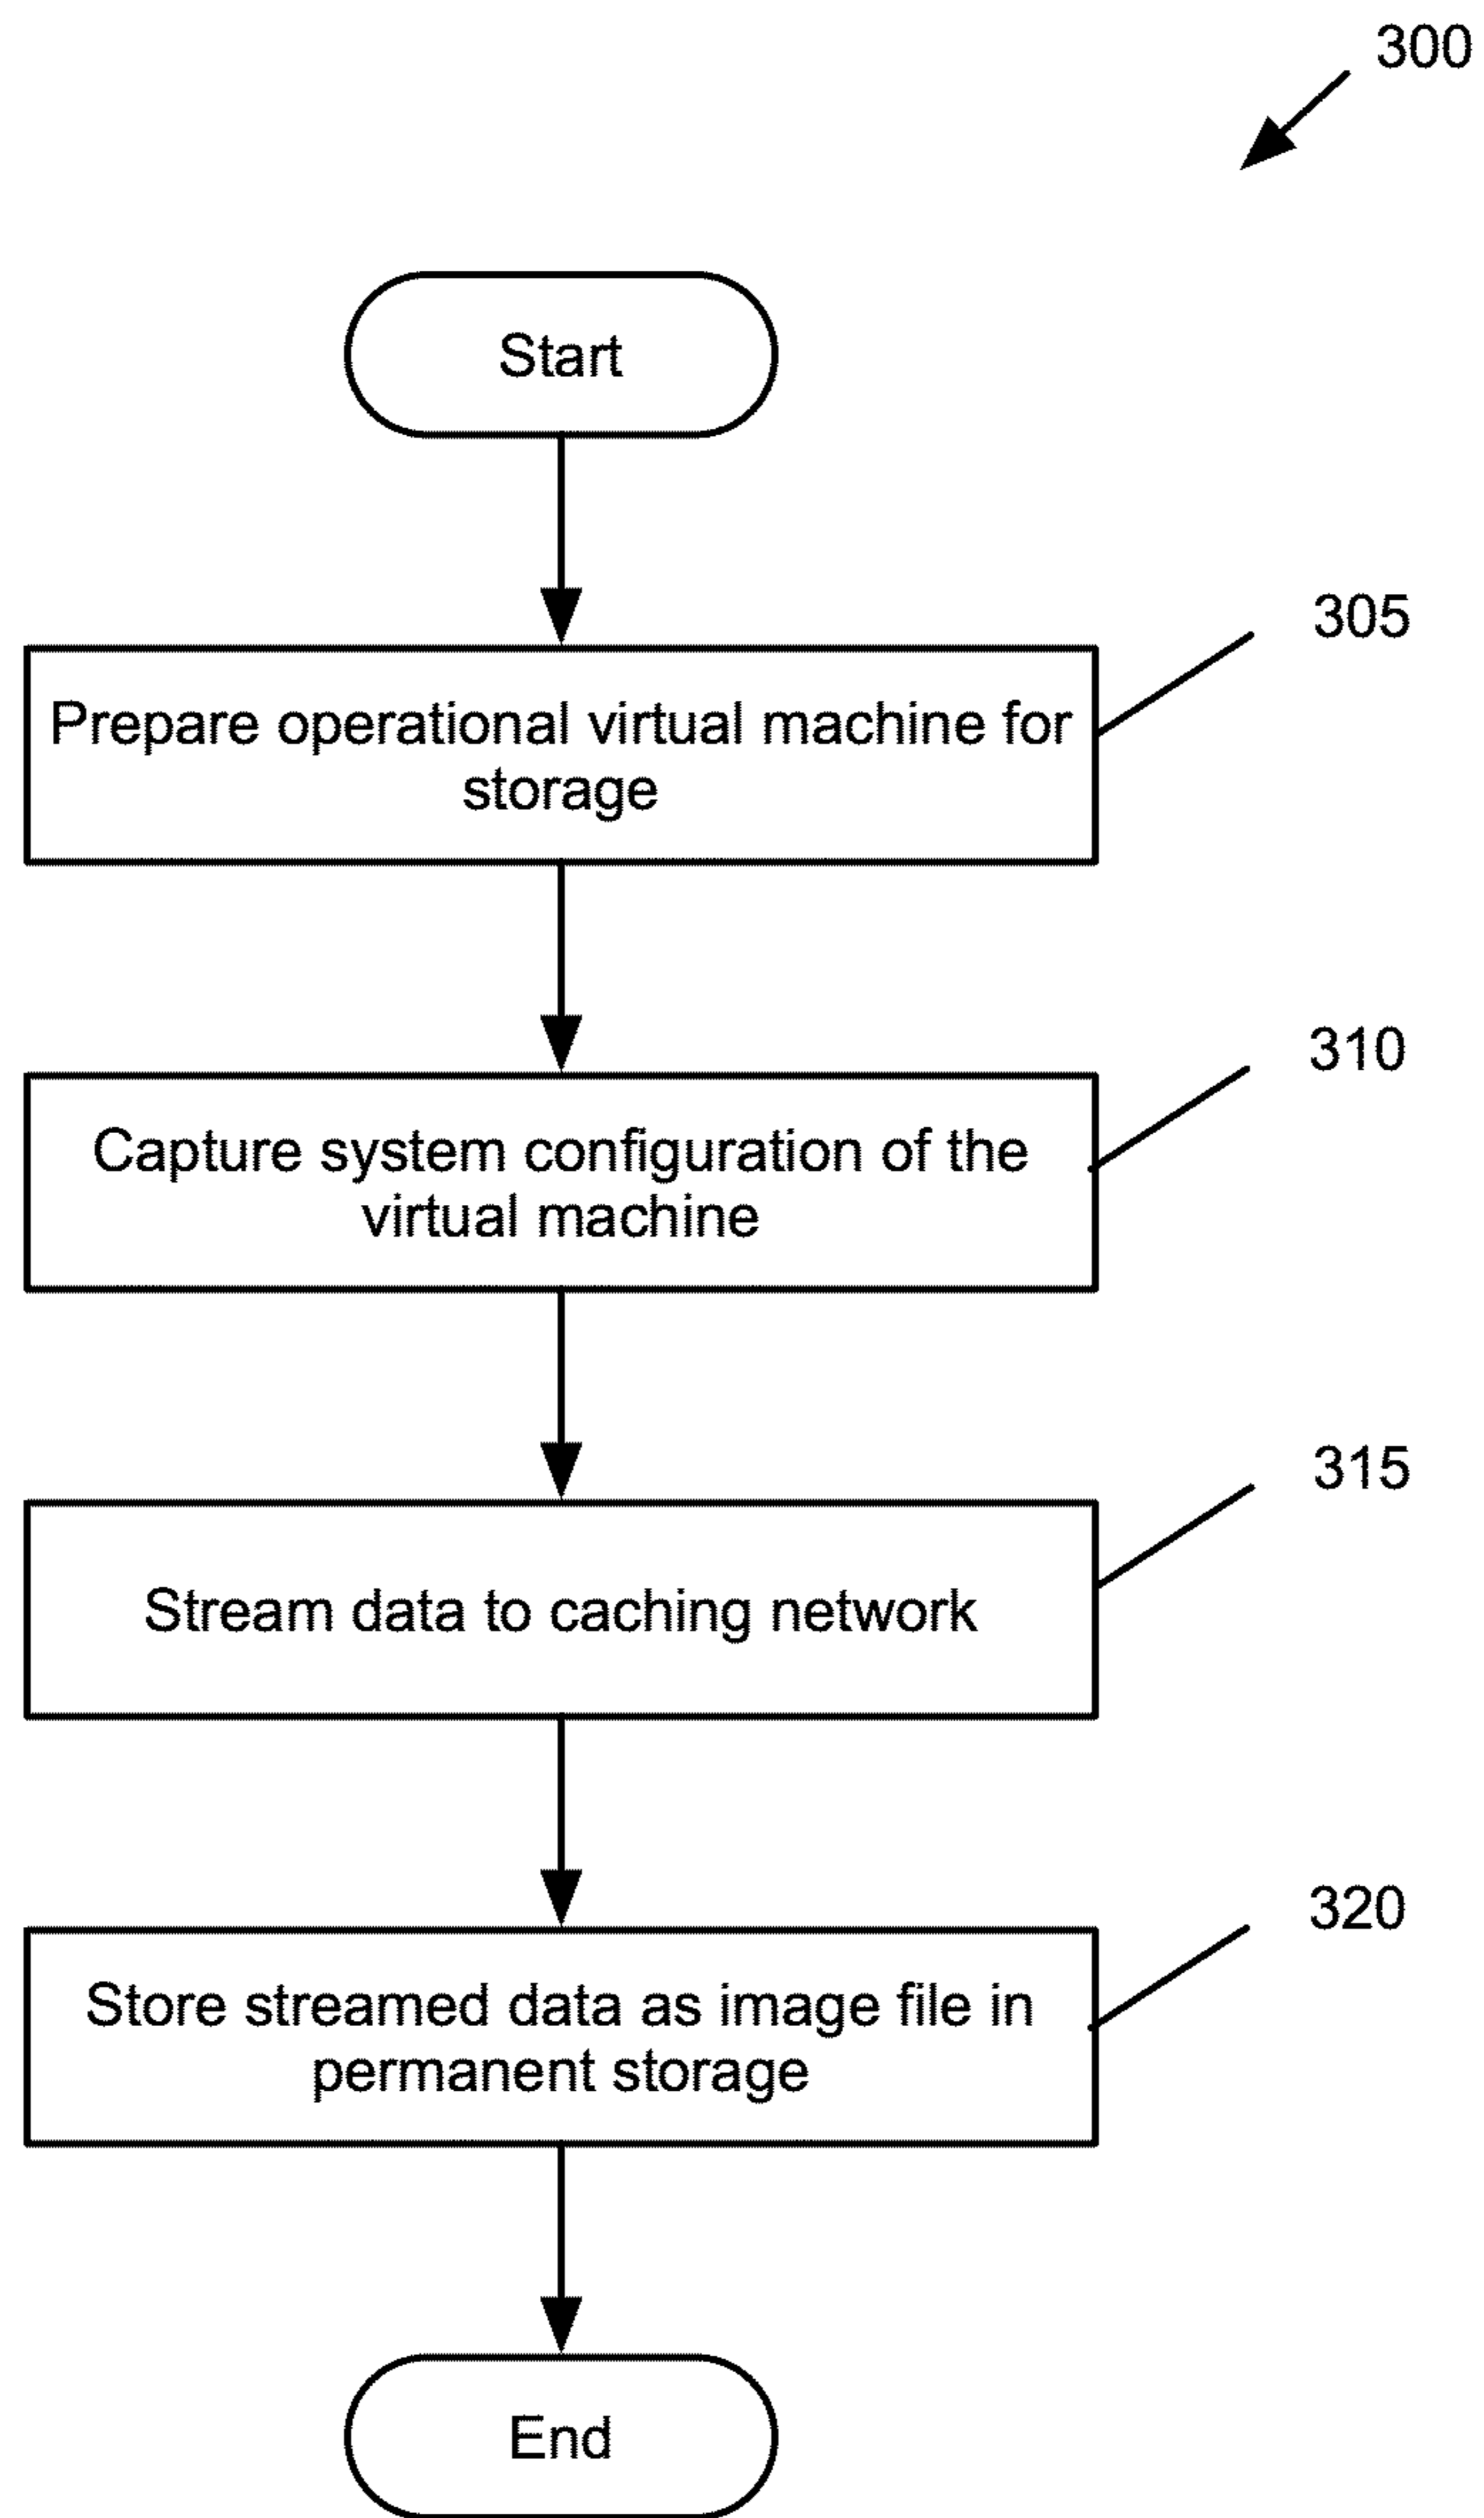 300
Start
305
Prepare operational virtual machine for
storage
310
Capture system configuration of the
virtual machine
315
Stream data to caching network
320
Store streamed data as image file in
permanent storage
End